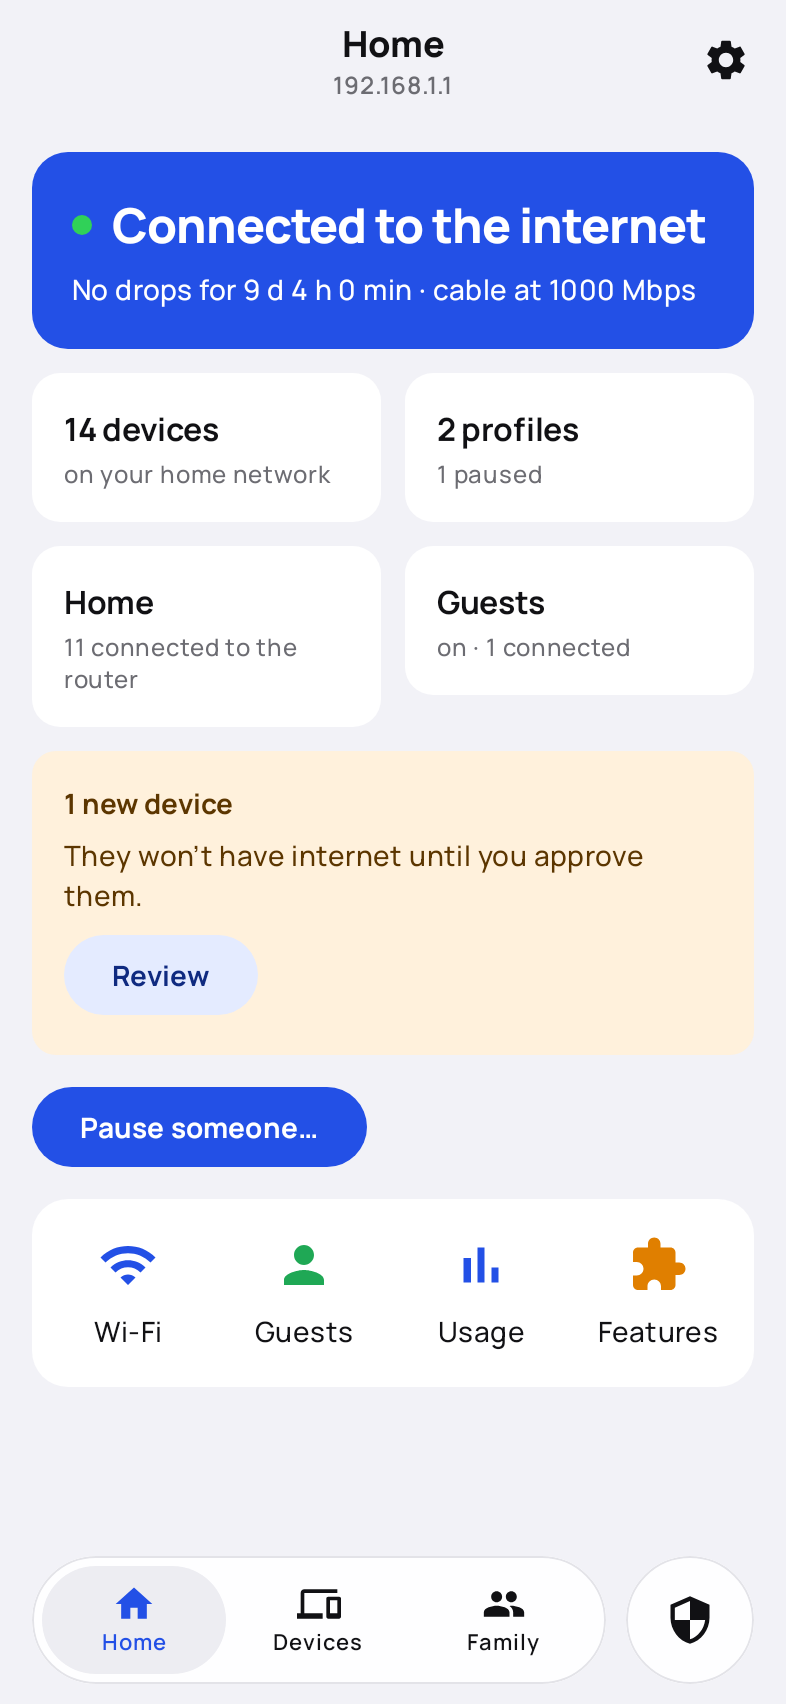 Home
192.168.1.1
Connected to the internet
No drops for 9 d 4 h 0 min · cable at 1000 Mbps
14 devices
on your home network
2 profiles
1 paused
Home
11 connected to the
router
Guests
on · 1 connected
1 new device
They won’t have internet until you approve
them.
Review
Pause someone…
Wi-Fi
Guests
Usage
Features
Home
Devices
Family